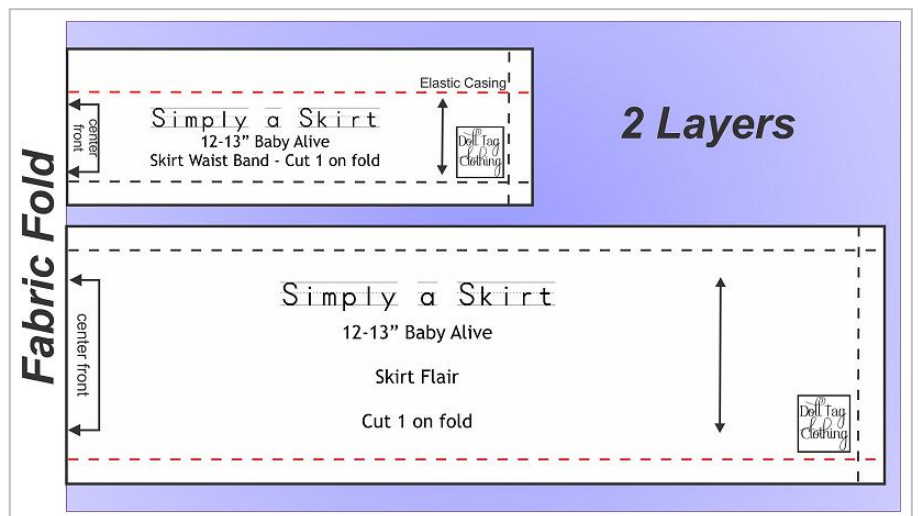 Fabric Fold
2 Layers
Elastic Casing
center
front
Simply a Skirt
12-13” Baby Alive
Skirt Waist Band - Cut 1 on fold
Doll Tag
Clothing
center front
Simply a Skirt
12-13” Baby Alive
Skirt Flair
Cut 1 on fold
Doll Tag
Clothing